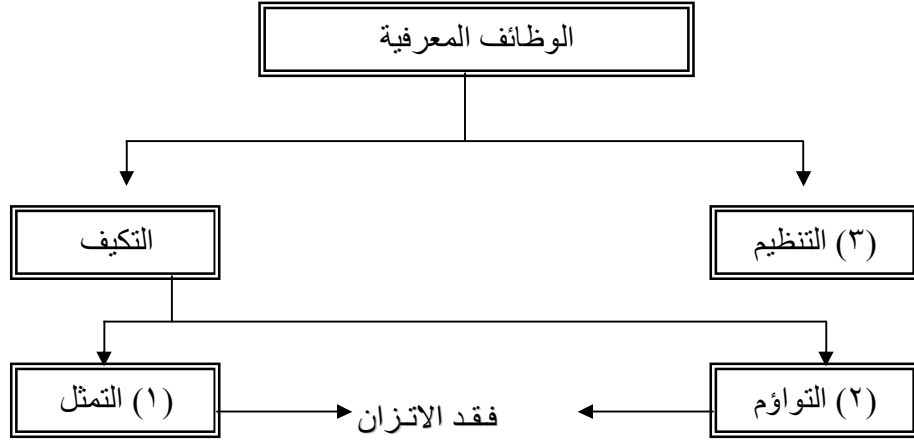 الوظائف المعرفية
(٣) التنظيم
التكيف
(٢) التواؤم
فقد الاتزان
(١) التمثل